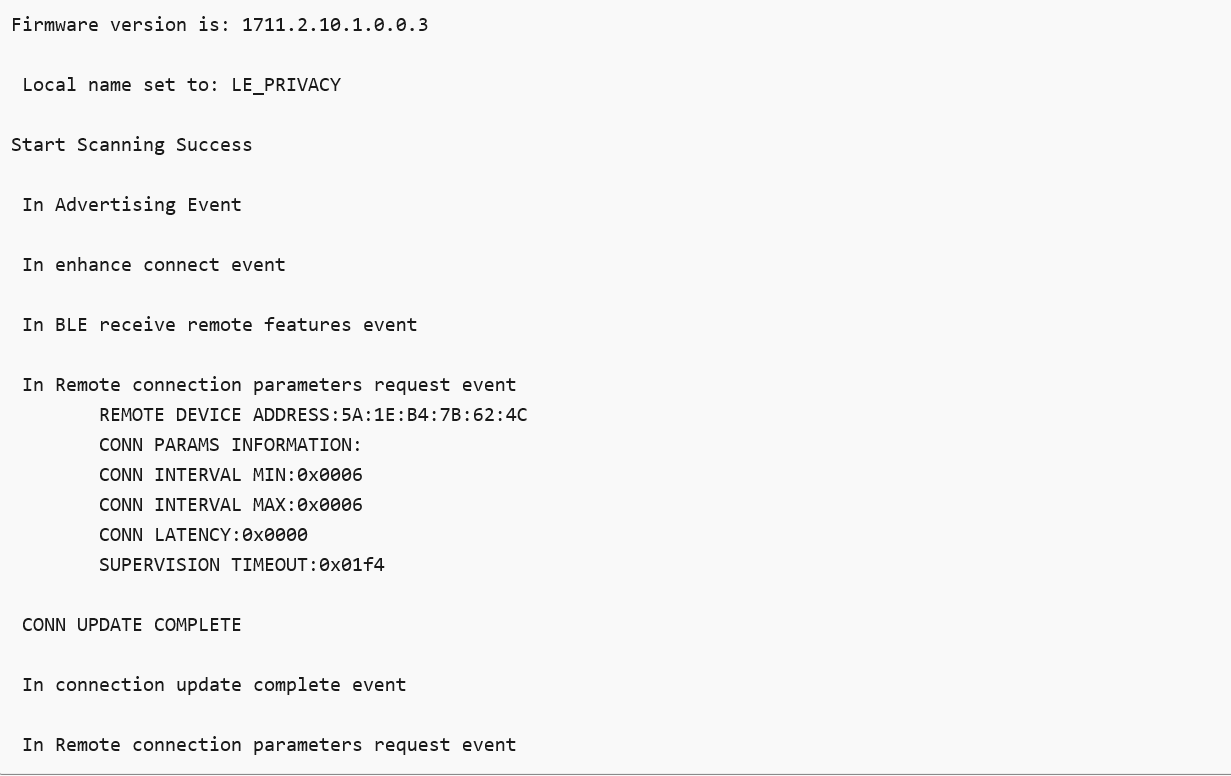 Firmware version is: 1711.2.10.1.0.0.3
Local name set to: LE_PRIVACY
Start Scanning Success
In Advertising Event
In enhance connect event
In BLE receive remote features event
In Remote connection parameters request event
REMOTE DEVICE ADDRESS:5A:1E:B4:7B:62:4C
CONN PARAMS INFORMATION:
CONN INTERVAL MIN:0x0006
CONN INTERVAL MAX:0x0006
CONN LATENCY:0x0000
SUPERVISION TIMEOUT:0x01f4
CONN UPDATE COMPLETE
In connection update complete event
In Remote connection parameters request event